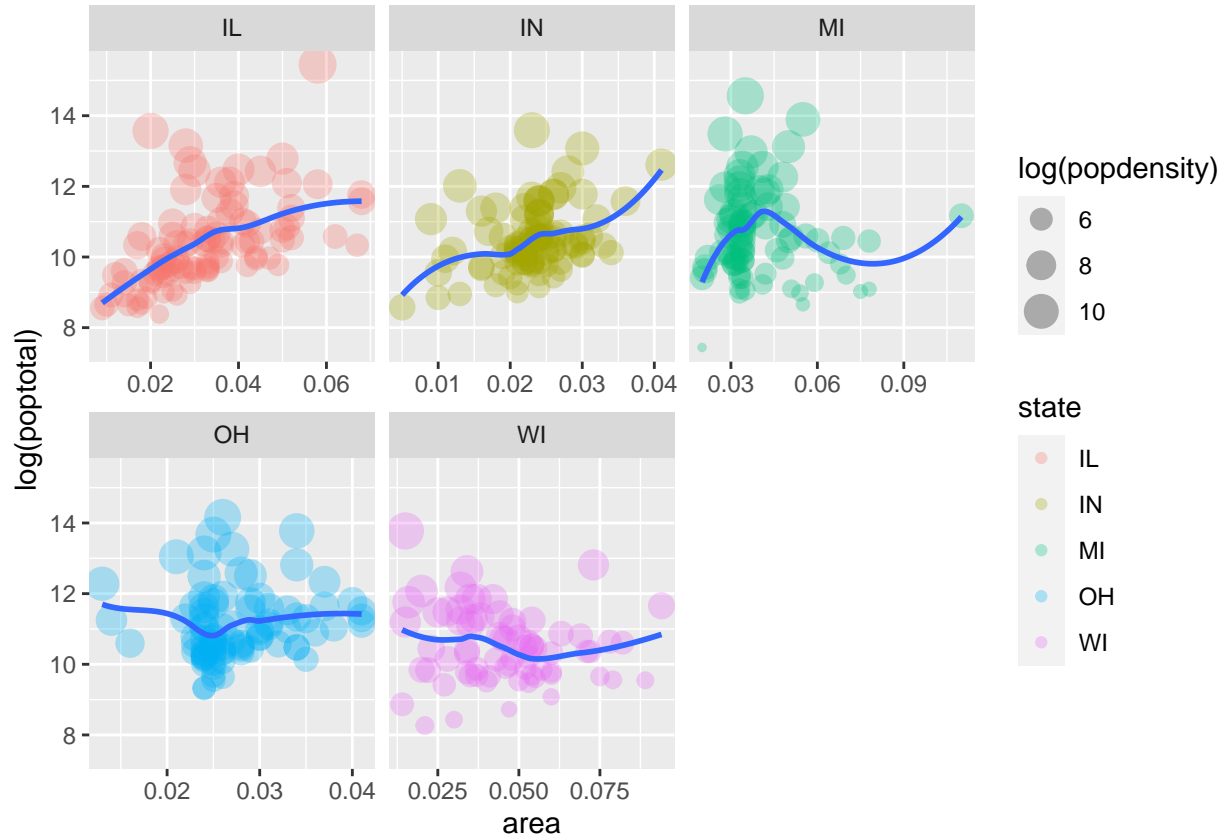 IL IN MI
14
12
10
8
0.02 0.04 0.06 0.01 0.02 0.03 0.04 0.03 0.06 0.09
OH WI
14
12
10
8
0.02 0.03 0.04 0.025 0.050 0.075
area
log(poptotal)
log(popdensity)
6
8
10
state
IL
IN
MI
OH
WI